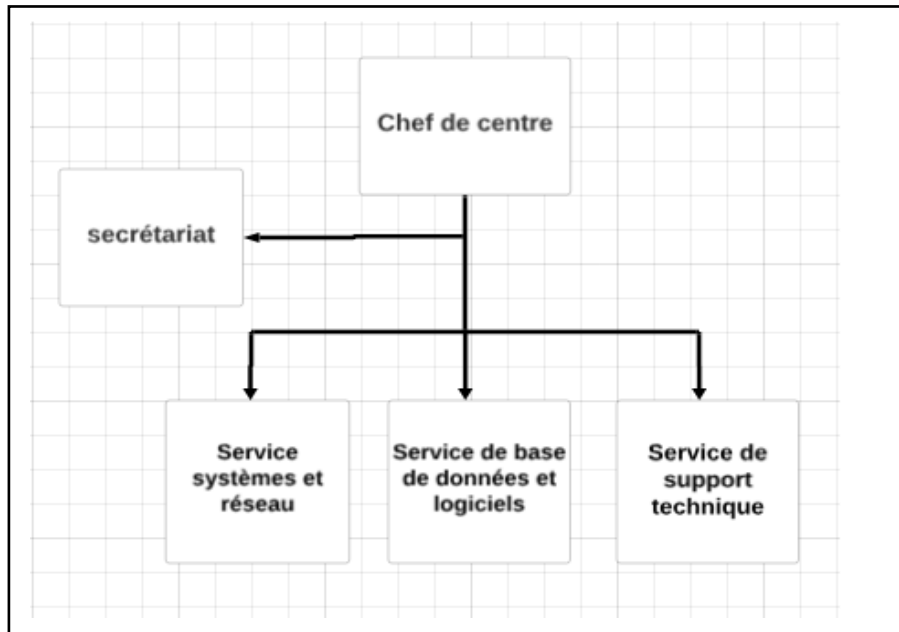 Chef de centre
secrétariat
Service
systèmes et
réseau
Service de base
de données et
logiciels
Service de
support
technique